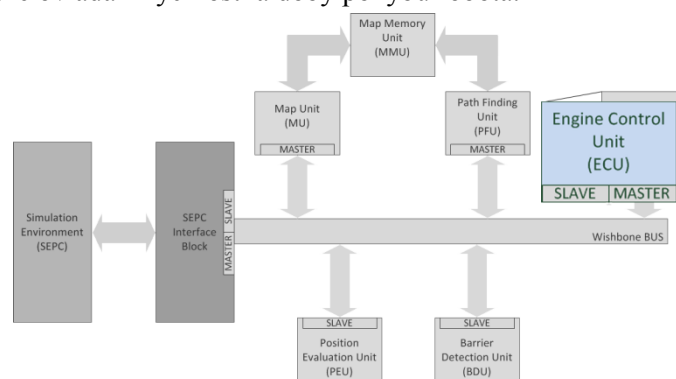 Map Memory
Unit
(MMU)
Map Unit
(MU)
MASTER
Path Finding
Unit
(PFU)
MASTER
Engine Control
Unit
(ECU)
SLAVE MASTER
Simulation
Environment
(SEPC)
SEPC
Interface
Block
SLAVE
MASTER
Wishbone BUS
SLAVE
Position
Evaluation Unit
(PEU)
SLAVE
Barrier
Detection Unit
(BDU)